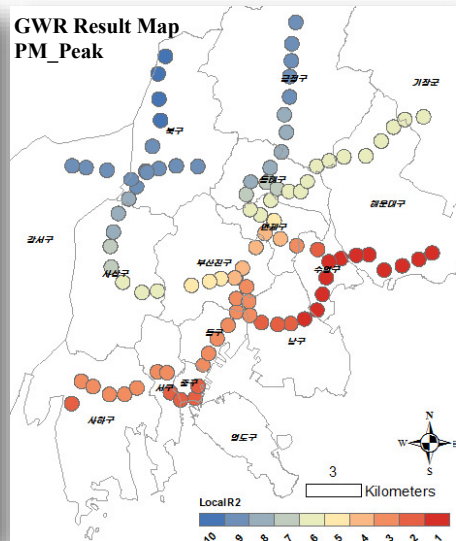 GWR Result Map
PM_Peak
금정구
기장군
북구
동래구
해운대구
강서구
연제구
부산진구
수영구
사상구
동구
남구
서구
중구
사하구
영도구
N
W
E
S
3
Kilometers
LocalR2
10 9 8 7 6 5 4 3 2 1